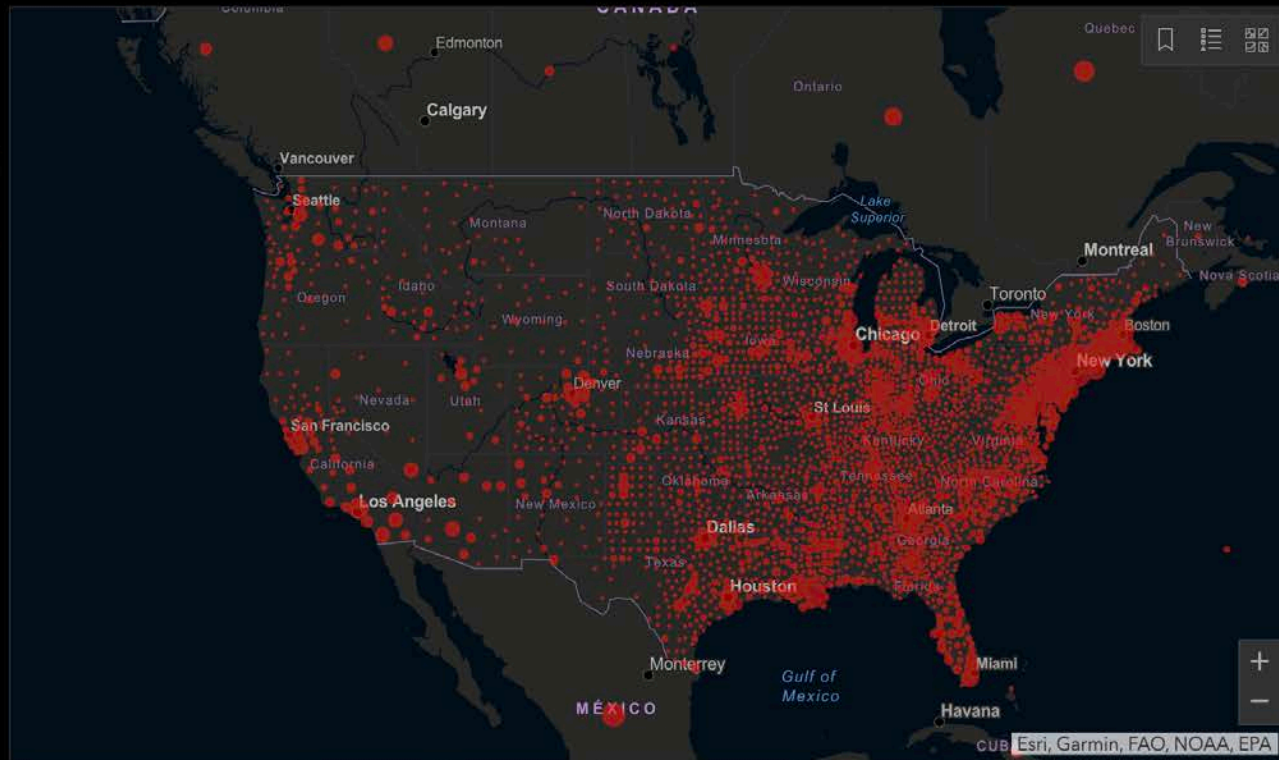 CANADA
Columbia
Quebec
Edmonton
Ontario
Calgary
Vancouver
Seattle
Lake
Superior
North Dakota
Montana
Minnesota
New
Brunswick
Montreal
Nova Scotia
Oregon
Idaho
South Dakota
Wisconsin
Toronto
Wyoming
New York
Boston
Chicago
Detroit
Iowa
Nebraska
New York
Denver
Ohio
Nevada
Utah
St Louis
San Francisco
Kansas
Kentucky
Virginia
California
Tennessee
Oklahoma
North Carolina
Los Angeles
New Mexico
Arkansas
Atlanta
Dallas
Georgia
Texas
Houston
Florida
Monterrey
Miami
Gulf of
Mexico
MÉXICO
Havana
CUB
Esri, Garmin, FAO, NOAA, EPA